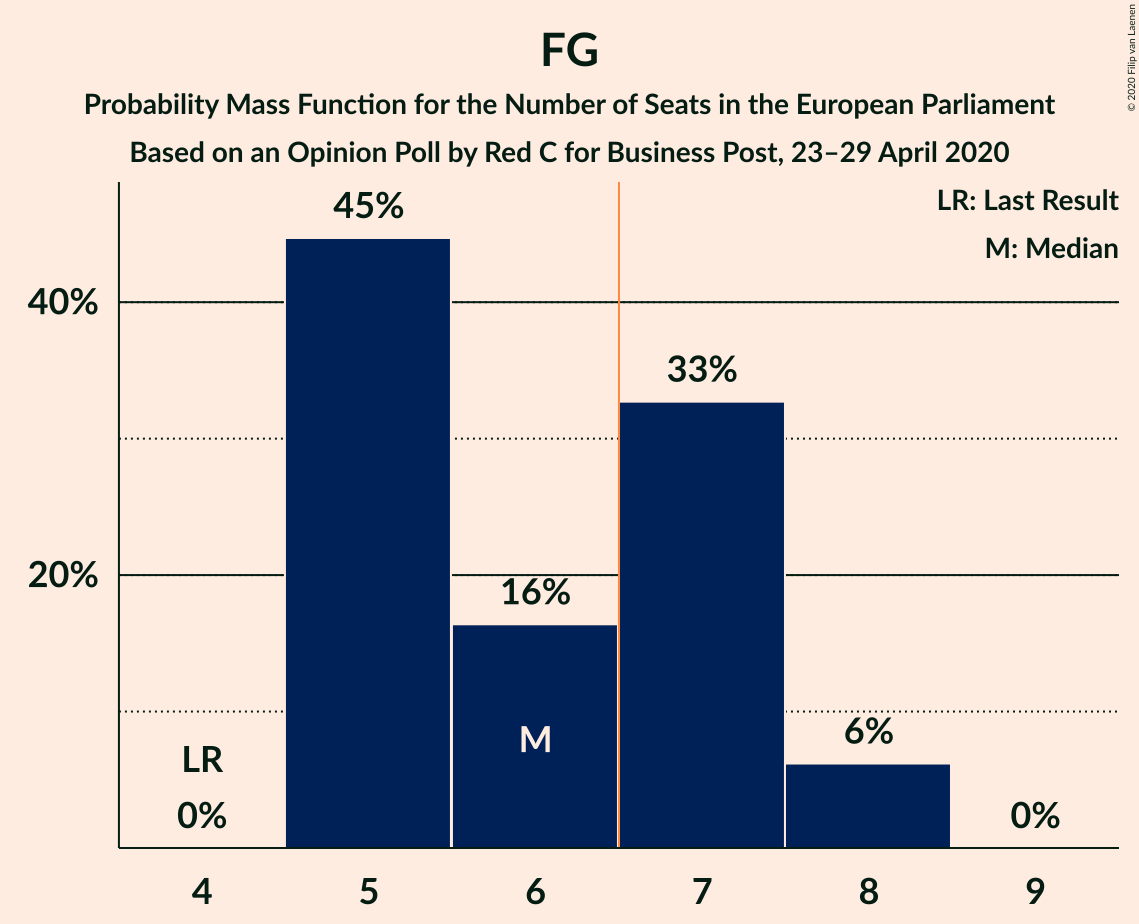 FG
Probability Mass Function for the Number of Seats in the European Parliament
Based on an Opinion Poll by Red C for Business Post, 23–29 April 2020
© 2020 Filip van Laenen
LR: Last Result
M: Median
45%
40%
33%
20%
16%
M
6%
LR
0%
0%
4 5 6 7 8 9